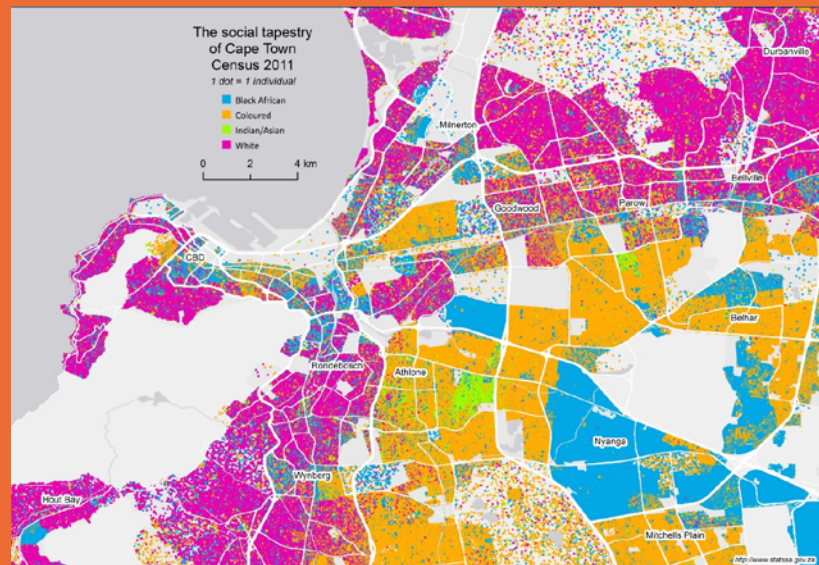 The social tapestry
of Cape Town
Census 2011
1 dot = 1 individual
Black African
Coloured
Indian/Asian
White
0 2 4 km
Durbanville
Milnerton
Bellville
Goodwood
Parow
CBD
Belhar
Rondebosch
Athlone
Nyanga
Wynberg
Hout Bay
Mitchells Plain
http://www.statssa.gov.za